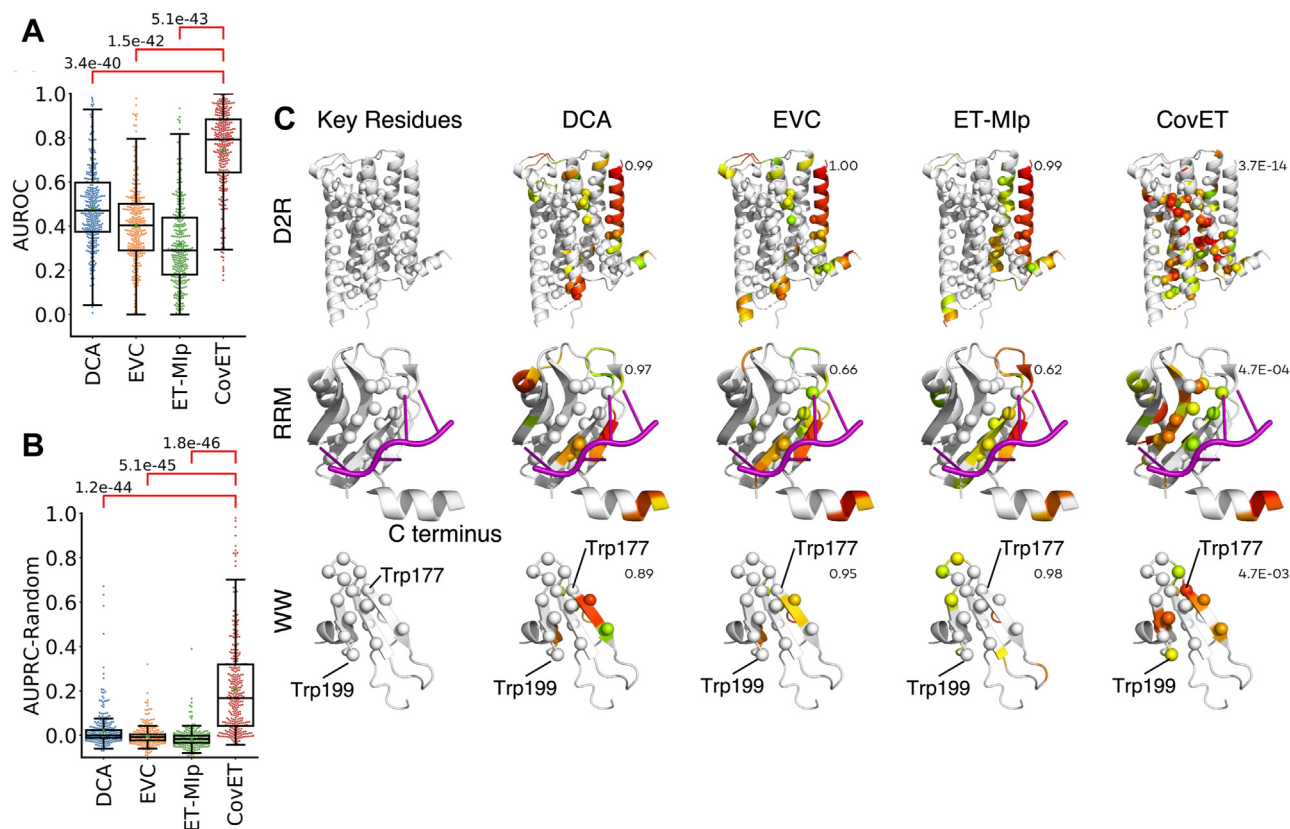 A
5.1e-43
1.5e-42
3.4e-40
AUROC
1.0
0.8
0.6
0.4
0.2
0.0
DCA
EVC
ET-MIp
CovET
B
1.8e-46
5.1e-45
1.2e-44
AUPRC-Random
1.0
0.8
0.6
0.4
0.2
0.0
DCA
EVC
ET-MIp
CovET
C
Key Residues DCA EVC ET-MIp CovET
D2R
0.99 1.00 0.99 3.7E-14
RRM
0.97 0.66 0.62 4.7E-04
C terminus
WW
Trp177 Trp177 Trp177 Trp177 Trp177
0.89 0.95 0.98 4.7E-03
Trp199 Trp199 Trp199 Trp199 Trp199